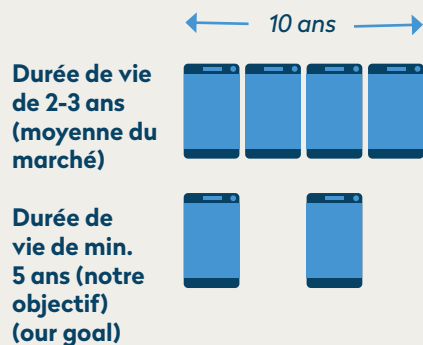 10 ans
Durée de vie
de 2-3 ans
(moyenne du
marché)
Durée de
vie de min.
5 ans (notre
objectif)
(our goal)